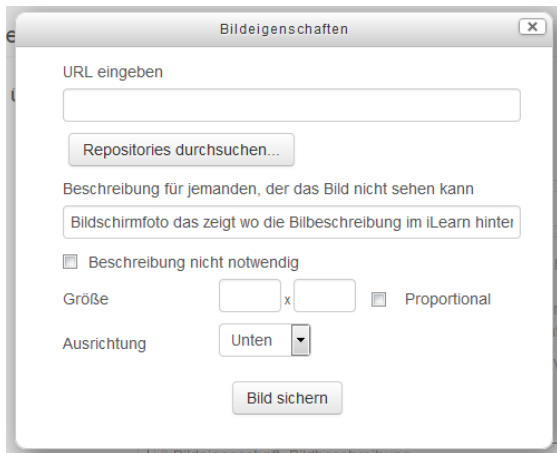 Bildeigenschaften
URL eingeben
Repositories durchsuchen...
Beschreibung für jemanden, der das Bild nicht sehen kann
Bildschirmfoto das zeigt wo die Bilbeschreibung im iLearn hinter
Beschreibung nicht notwendig
Größe x Proportional
Ausrichtung Unten
Bild sichern